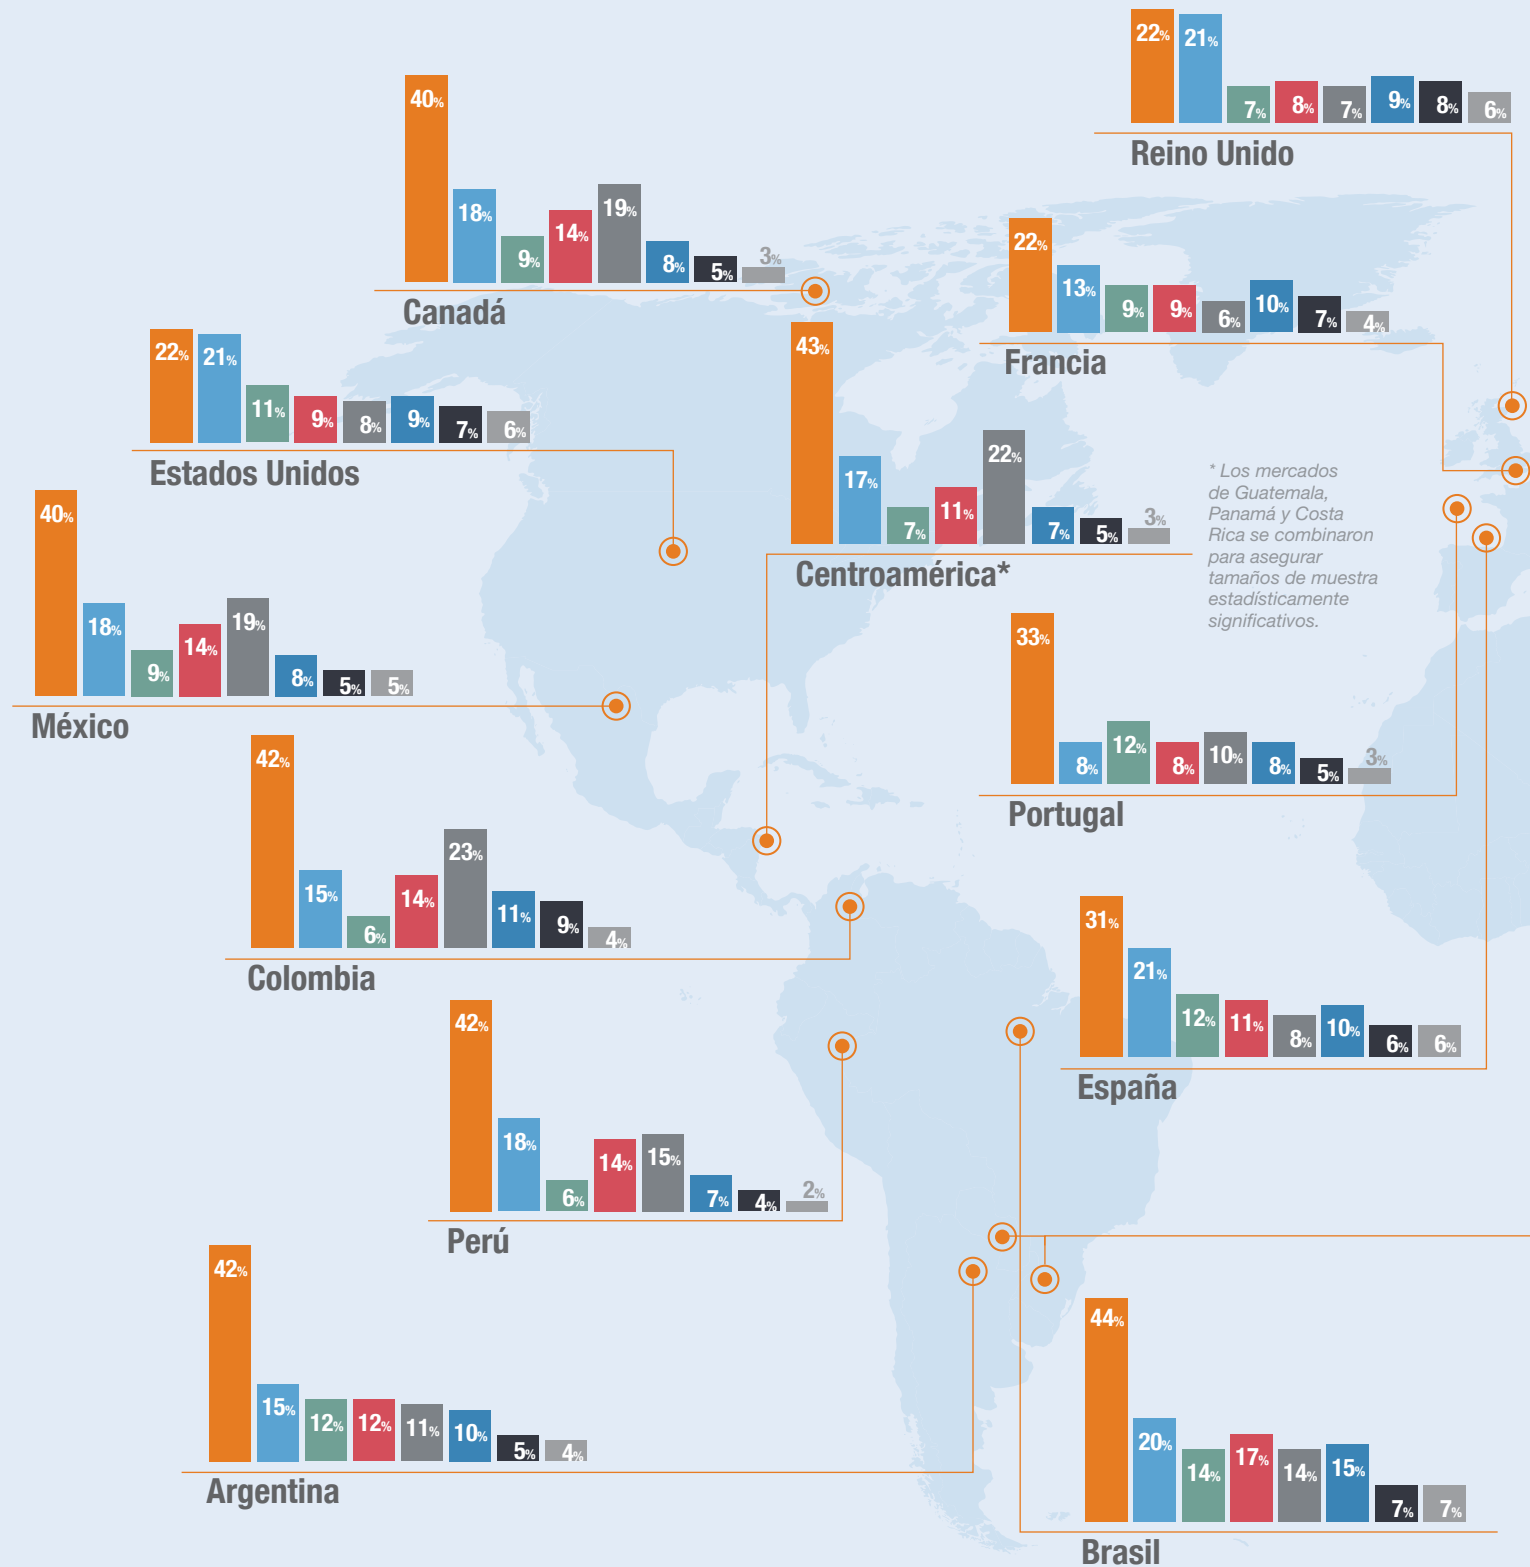 22% 21% 7% 8% 7% 9% 8% 6%
Reino Unido
40% 18% 9% 14% 19% 8% 5% 3%
Canadá
22% 13% 9% 9% 6% 10% 7% 4%
Francia
22% 21% 11% 9% 8% 9% 7% 6%
Estados Unidos
43% 17% 7% 11% 22% 7% 5% 3%
Centroamérica*
* Los mercados
de Guatemala,
Panamá y Costa
Rica se combinaron
para asegurar
tamaños de muestra
estadísticamente
significativos.
40% 18% 9% 14% 19% 8% 5% 5%
México
33% 8% 12% 8% 10% 8% 5% 3%
Portugal
42% 15% 6% 14% 23% 11% 9% 4%
Colombia
31% 21% 12% 11% 8% 10% 6% 6%
España
42% 18% 6% 14% 15% 7% 4% 2%
Perú
42% 15% 12% 12% 11% 10% 5% 4%
Argentina
44% 20% 14% 17% 14% 15% 7% 7%
Brasil